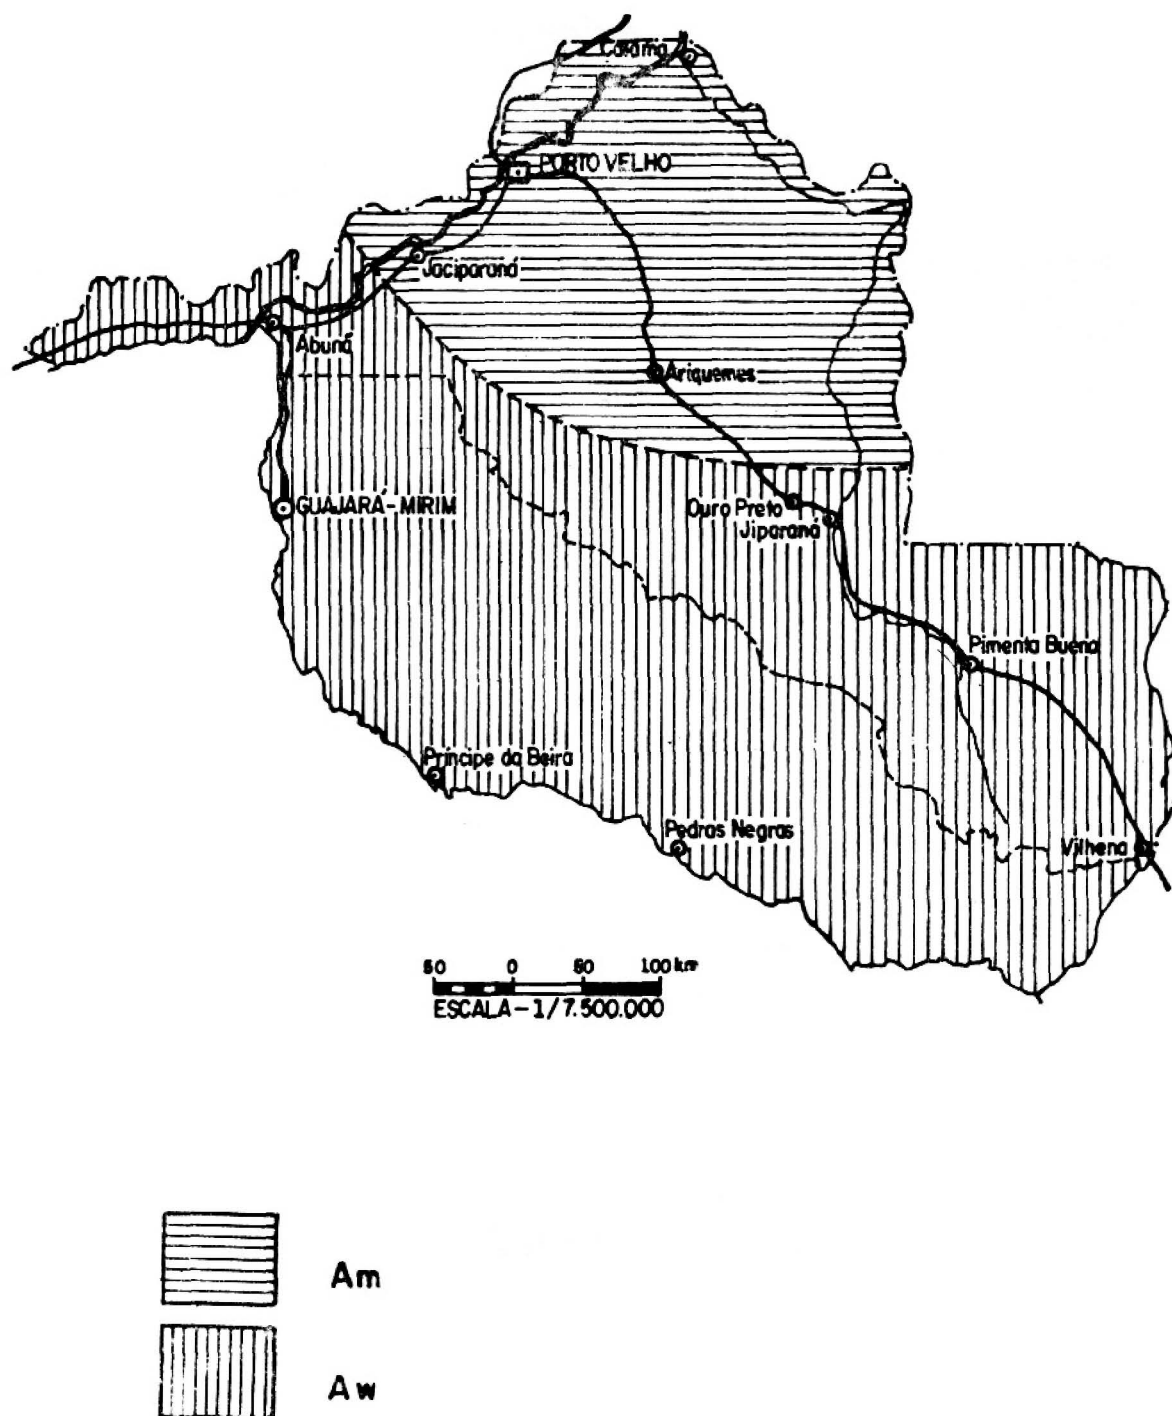 Calama
PORTO VELHO
Jaciparaná
Abuná
Ariquemes
GUAJARÁ-MIRIM
Ouro Preto
Jiparaná
Pimenta Bueno
Príncipe da Beira
Pedras Negras
Vilhena
50 0 50 100 km
ESCALA - 1/7.500.000
Am
Aw